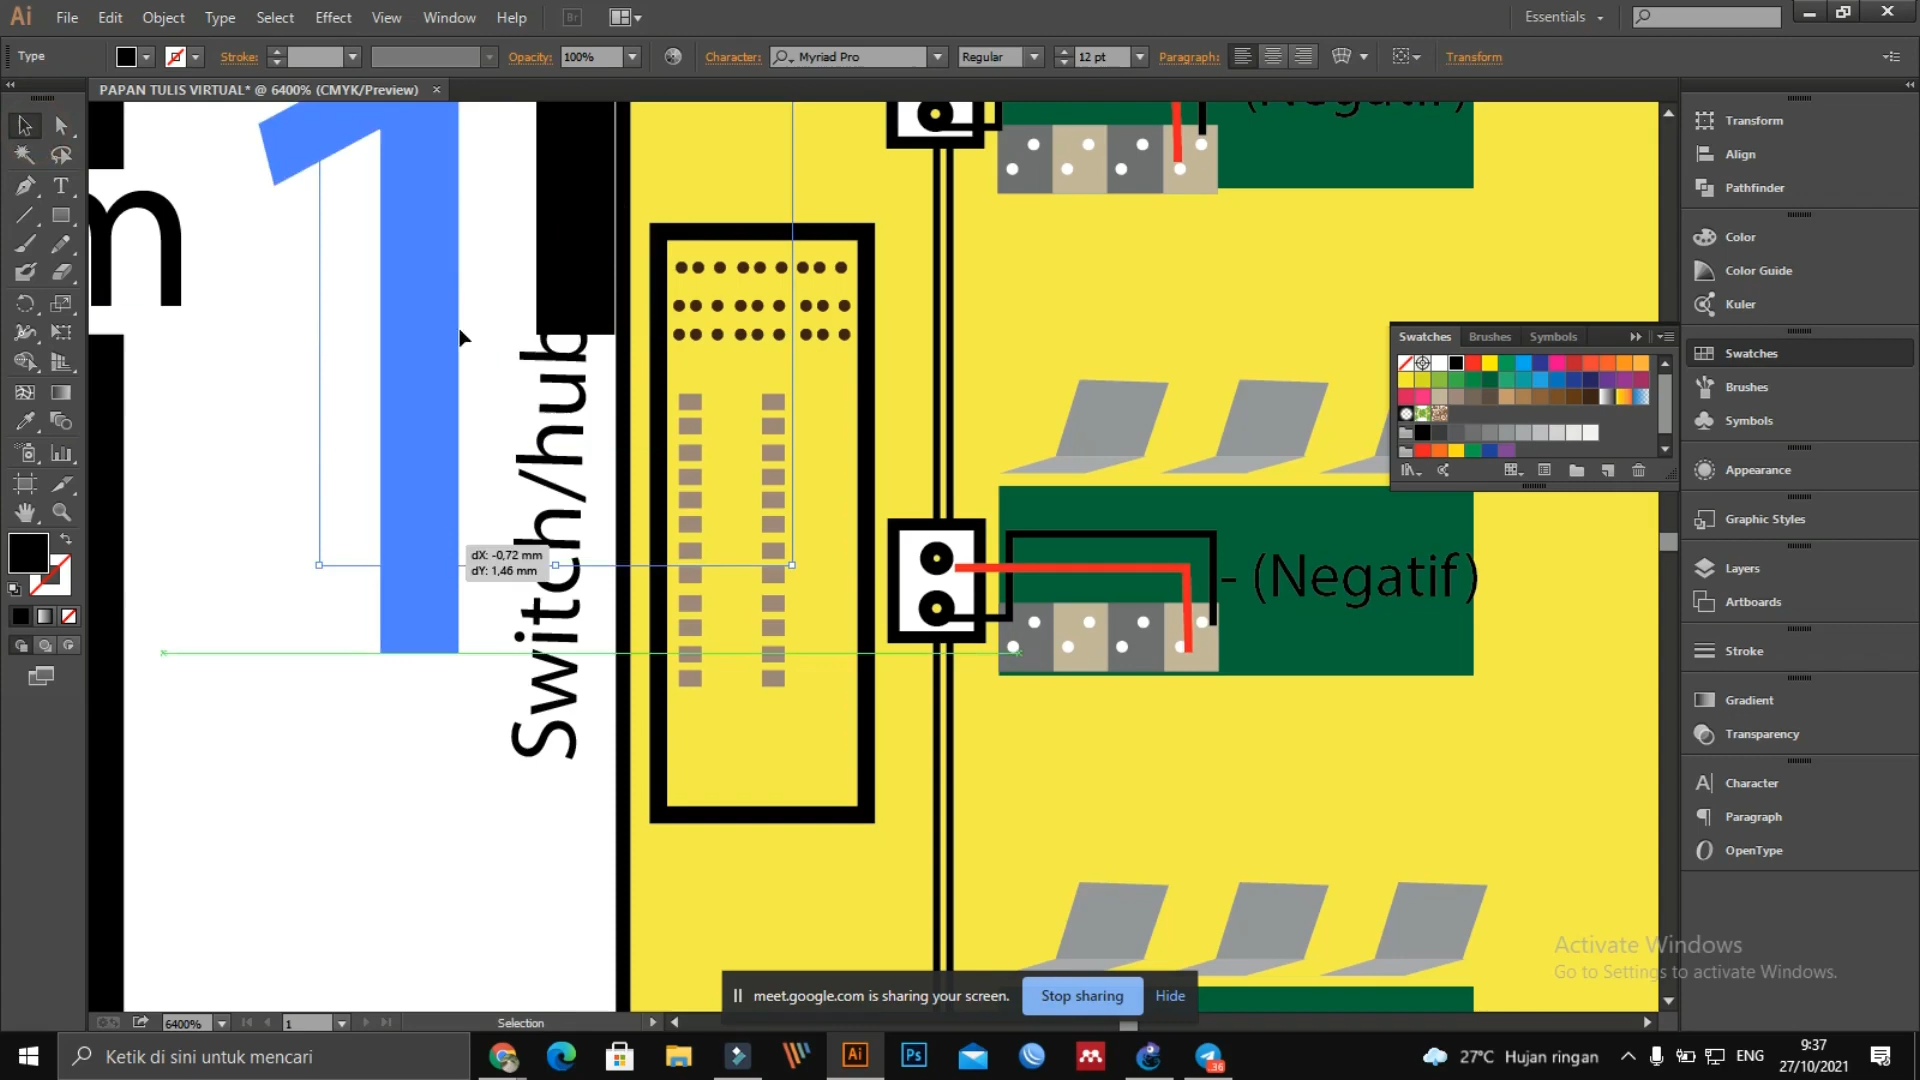 Ai File Edit Object Type Select Effect View Window Help Br Essentials
Type Stroke: Opacity: 100% Character: Myriad Pro Regular 12 pt Paragraph: Transform
PAPAN TULIS VIRTUAL* @ 6400% (CMYK/Preview) ×
m
1
Switch/hub
dX: -0,72 mm
dY: 1,46 mm
- (Negatif)
- (Negatif)
Swatches Brushes Symbols
Transform
Align
Pathfinder
Color
Color Guide
Kuler
Swatches
Brushes
Symbols
Appearance
Graphic Styles
Layers
Artboards
Stroke
Gradient
Transparency
Character
Paragraph
OpenType
Activate Windows
Go to Settings to activate Windows.
meet.google.com is sharing your screen. Stop sharing Hide
6400% 1 Selection
Ketik di sini untuk mencari
Ai Ps 36
27°C Hujan ringan ENG
9:37
27/10/2021